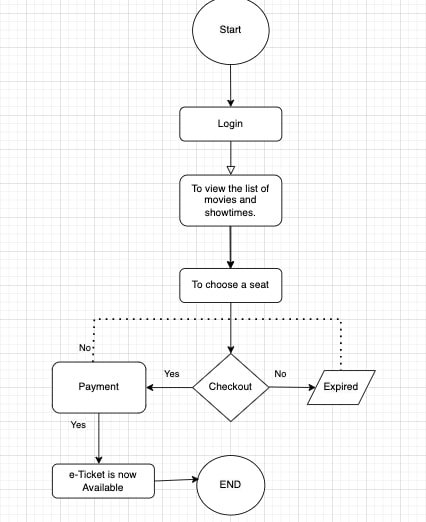 Start
Login
To view the list of
movies and
showtimes.
To choose a seat
No
Yes
No
Payment
Checkout
Expired
Yes
e-Ticket is now
Available
END